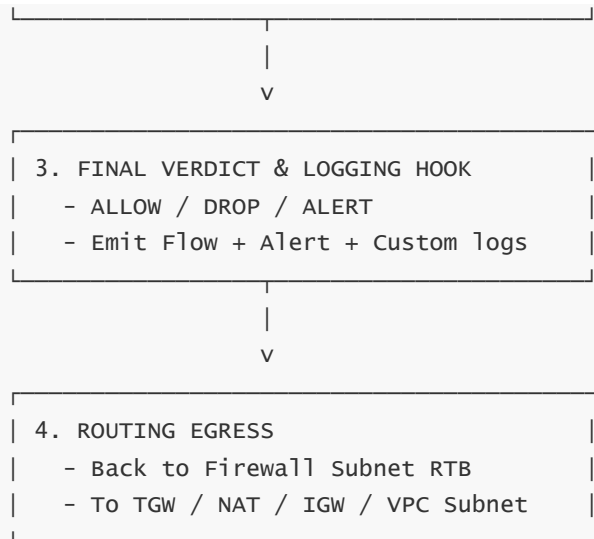 3. FINAL VERDICT & LOGGING HOOK
- ALLOW / DROP / ALERT
- Emit Flow + Alert + Custom logs
v
4. ROUTING EGRESS
- Back to Firewall Subnet RTB
- To TGW / NAT / IGW / VPC Subnet